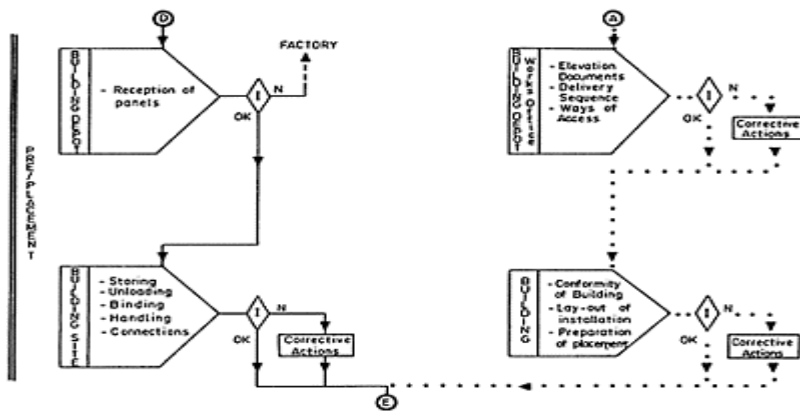 D
A
FACTORY
BUILDING DEPOT
- Reception of
panels
I
N
OK
BUILDING DEPOT
Works Office
- Elevation
Documents
- Delivery
Sequence
- Ways of
Access
I
N
OK
Corrective
Actions
PRE/PLACEMENT
BUILDING SITE
- Storing
- Unloading
- Binding
- Handling
- Connections
I
N
OK
Corrective
Actions
BUILDING
- Conformity
of Building
- Lay-out of
installation
- Preparation
of placement
I
N
OK
Corrective
Actions
E